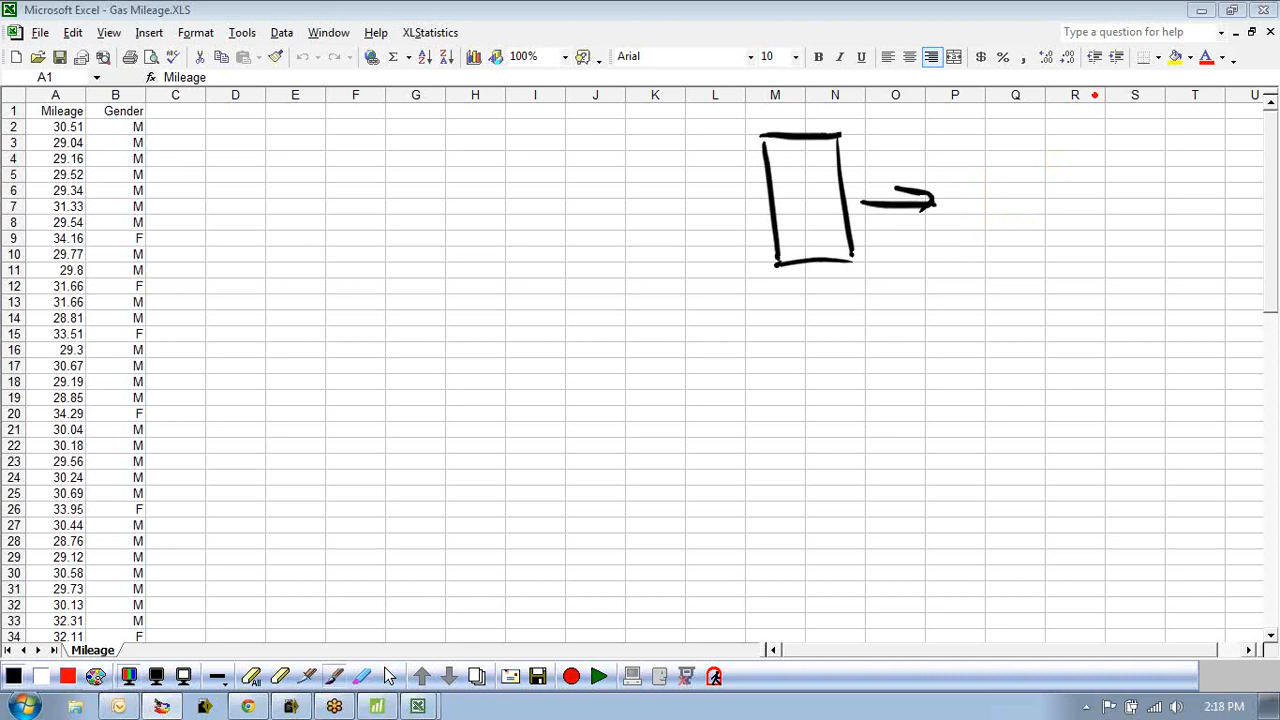 Microsoft Excel - Gas Mileage.XLS
File Edit View Insert Format Tools Data Window Help XLStatistics
Type a question for help
100% Arial 10 B I U $ % ,
A1 fx Mileage
A B C D E F G H I J K L M N O P Q R S T U
1 Mileage Gender
2 30.51 M
3 29.04 M
4 29.16 M
5 29.52 M
6 29.34 M
7 31.33 M
8 29.54 M
9 34.16 F
10 29.77 M
11 29.8 M
12 31.66 F
13 31.66 M
14 28.81 M
15 33.51 F
16 29.3 M
17 30.67 M
18 29.19 M
19 28.85 M
20 34.29 F
21 30.04 M
22 30.18 M
23 29.56 M
24 30.24 M
25 30.69 M
26 33.95 F
27 30.44 M
28 28.76 M
29 29.12 M
30 30.58 M
31 29.73 M
32 30.13 M
33 32.31 M
34 32.11 F
Mileage
2:18 PM